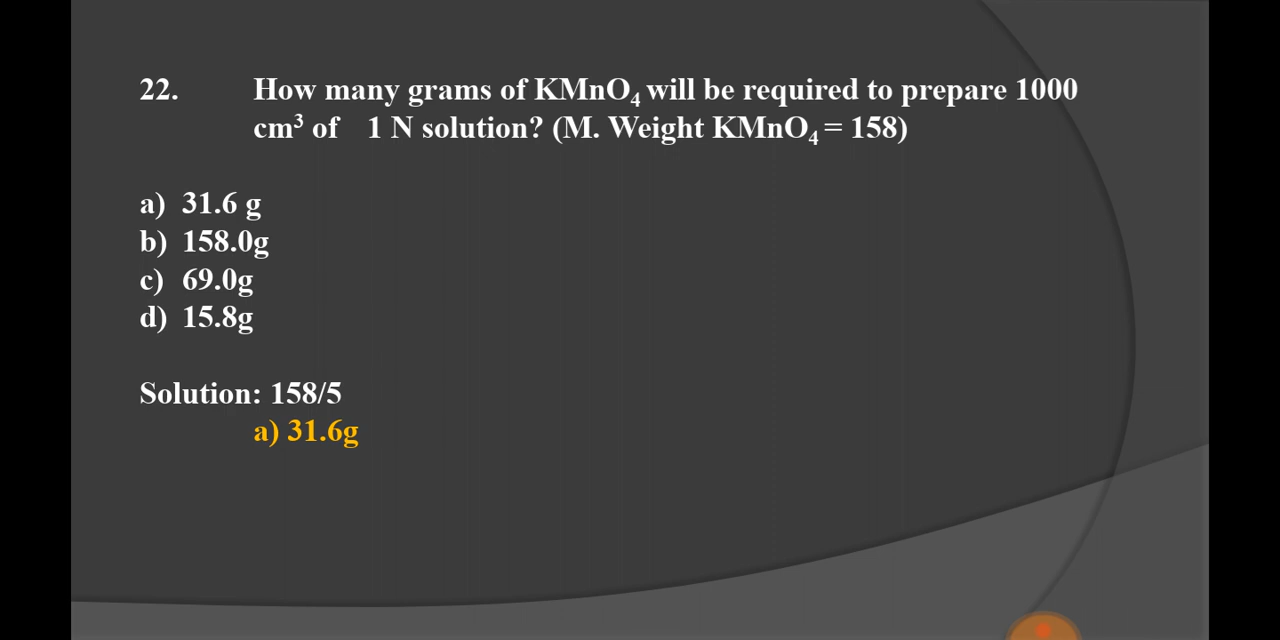 22. How many grams of KMnO₄ will be required to prepare 1000
cm³ of 1 N solution? (M. Weight KMnO₄ = 158)
a) 31.6 g
b) 158.0g
c) 69.0g
d) 15.8g
Solution: 158/5
a) 31.6g